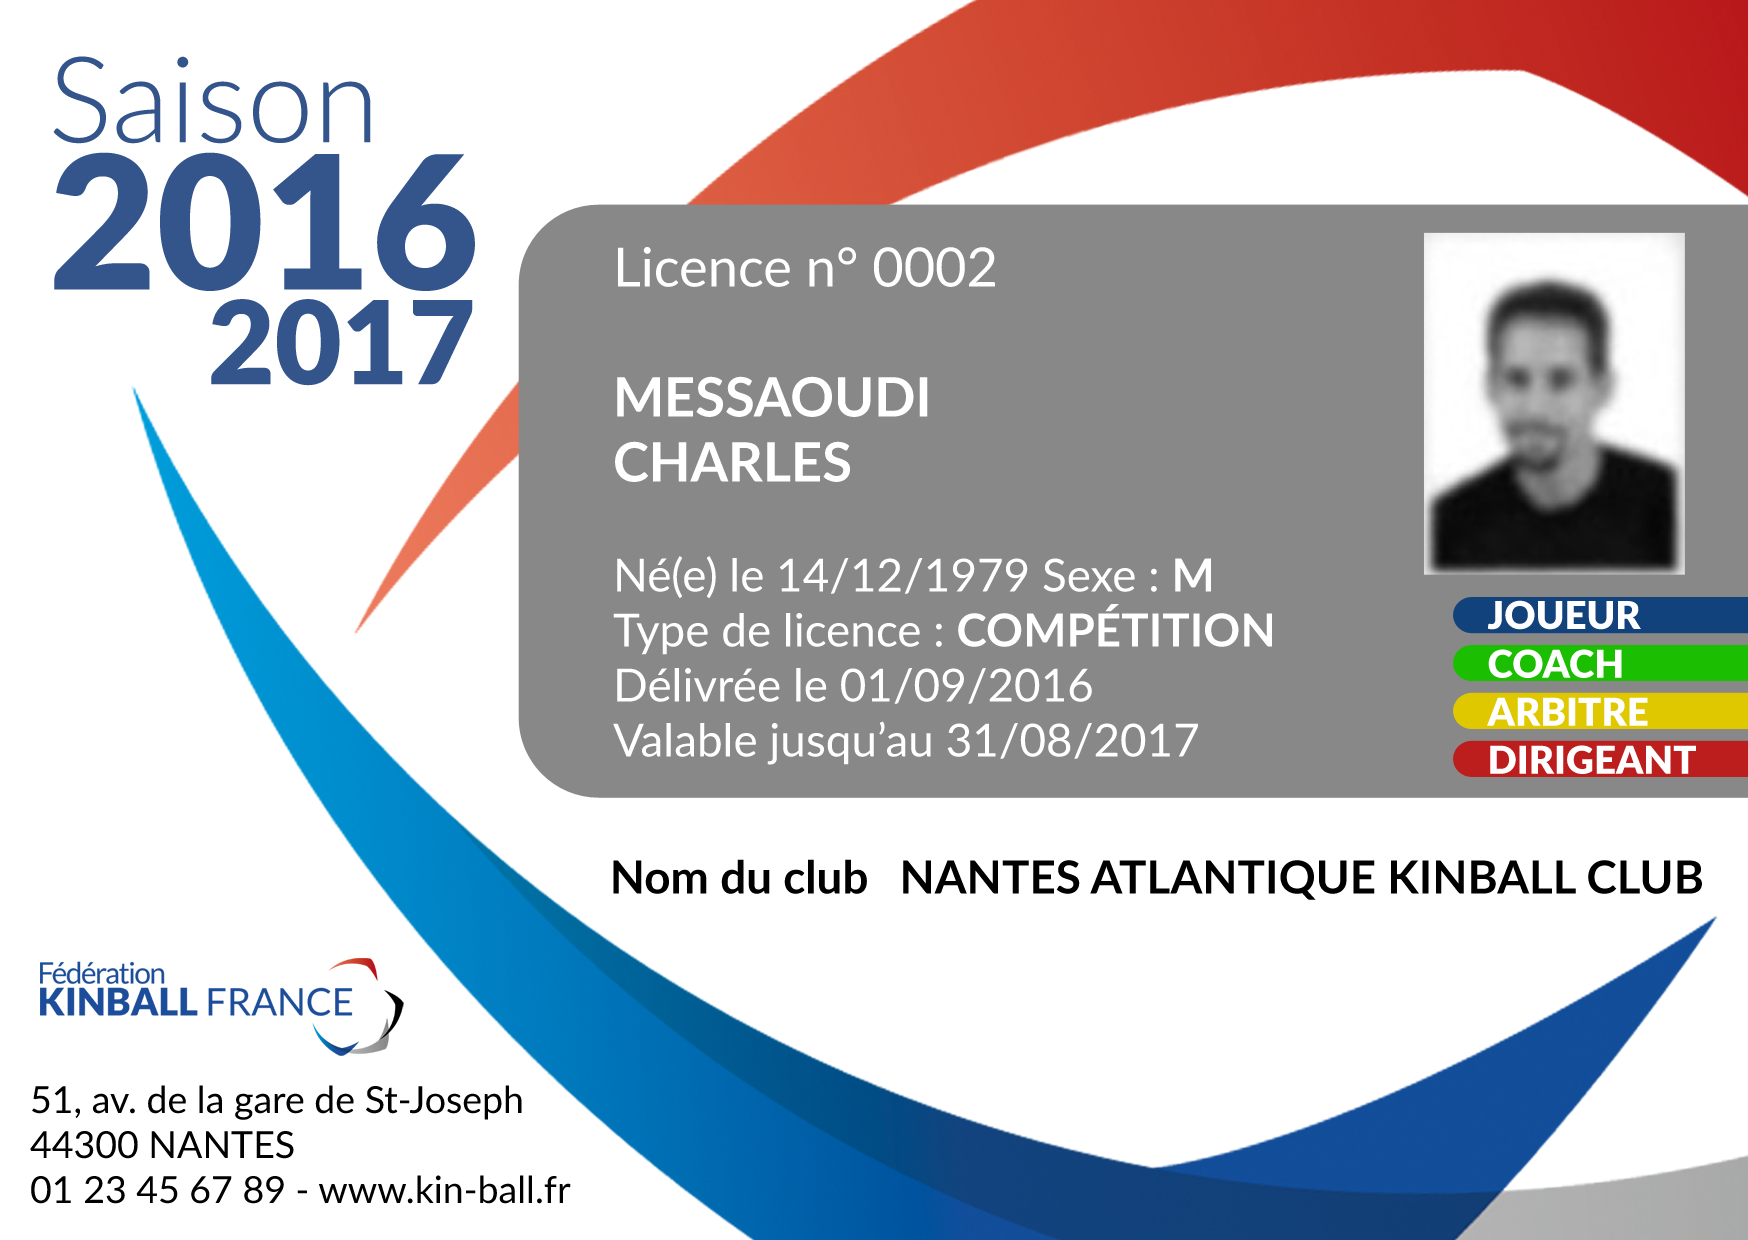 Saison
2016
2017
Licence n° 0002
MESSAOUDI
CHARLES
Né(e) le 14/12/1979 Sexe : M
Type de licence : COMPÉTITION
Délivrée le 01/09/2016
Valable jusqu’au 31/08/2017
JOUEUR
COACH
ARBITRE
DIRIGEANT
Nom du club NANTES ATLANTIQUE KINBALL CLUB
Fédération
KINBALL FRANCE
51, av. de la gare de St-Joseph
44300 NANTES
01 23 45 67 89 - www.kin-ball.fr